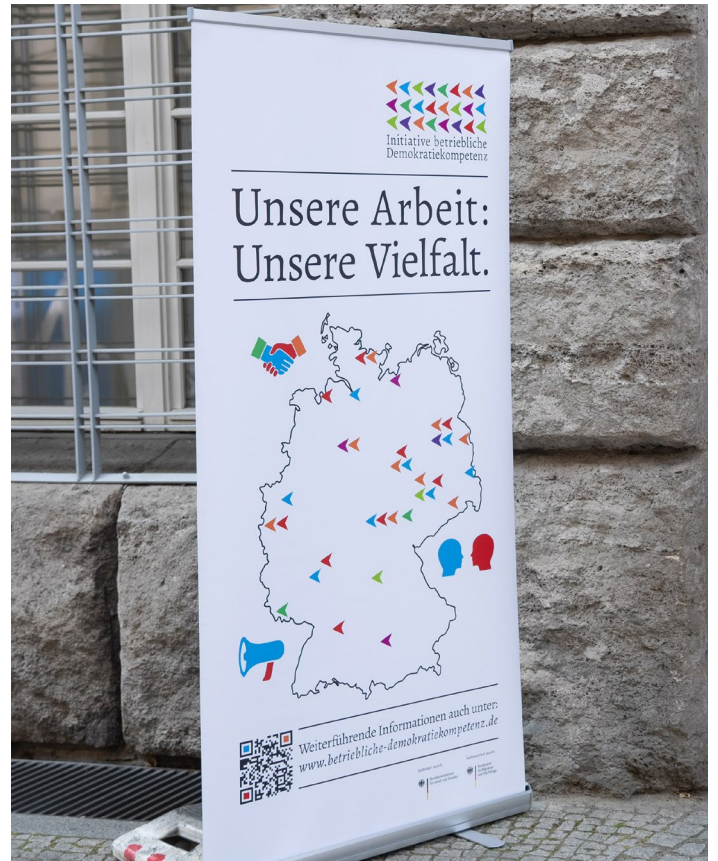 Initiative betriebliche
Demokratiekompetenz
Unsere Arbeit:
Unsere Vielfalt.
Weiterführende Informationen auch unter:
www.betriebliche-demokratiekompetenz.de